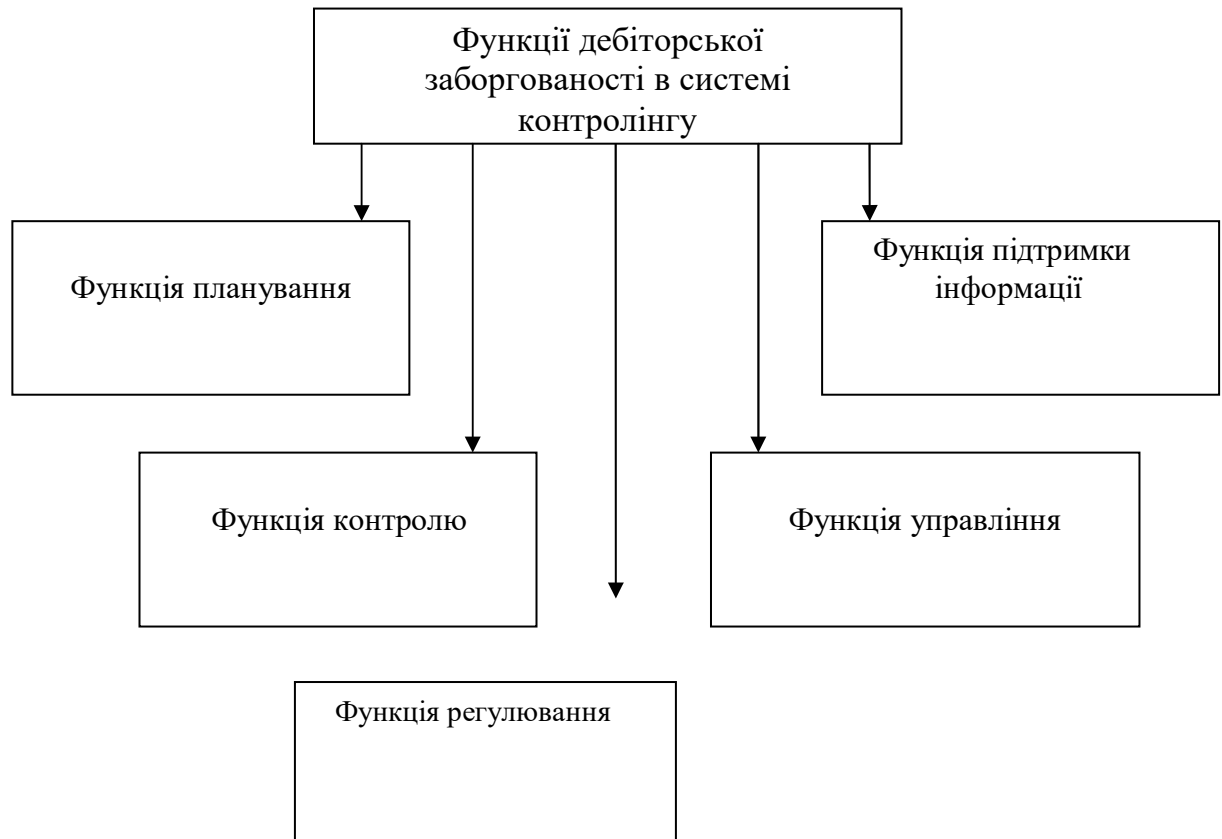 Функції дебіторської
заборгованості в системі
контролінгу
Функція планування
Функція підтримки
інформації
Функція контролю
Функція управління
Функція регулювання